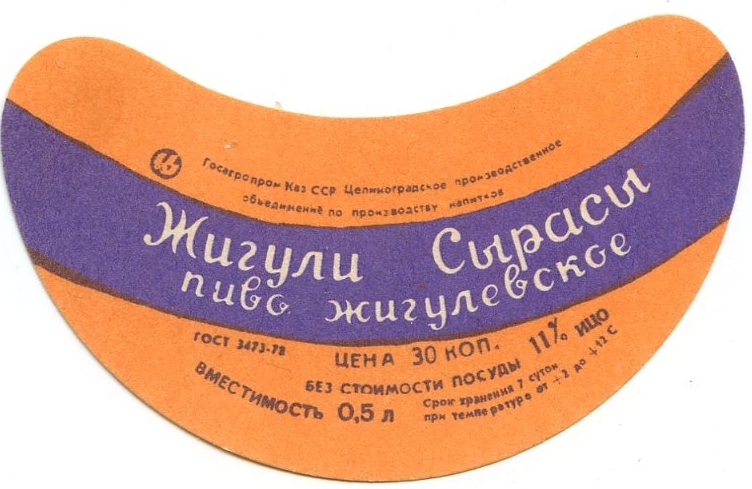 Госагропром Каз ССР Целиноградское производственное
объединение по производству напитков
Жигули Сырасы
пиво жигулевское
ГОСТ 3473-78
ЦЕНА 30 КОП. 11% ИЦО
БЕЗ СТОИМОСТИ ПОСУДЫ
ВМЕСТИМОСТЬ 0,5 л
Срок хранения 7 суток
при температуре от +2 до +12 С